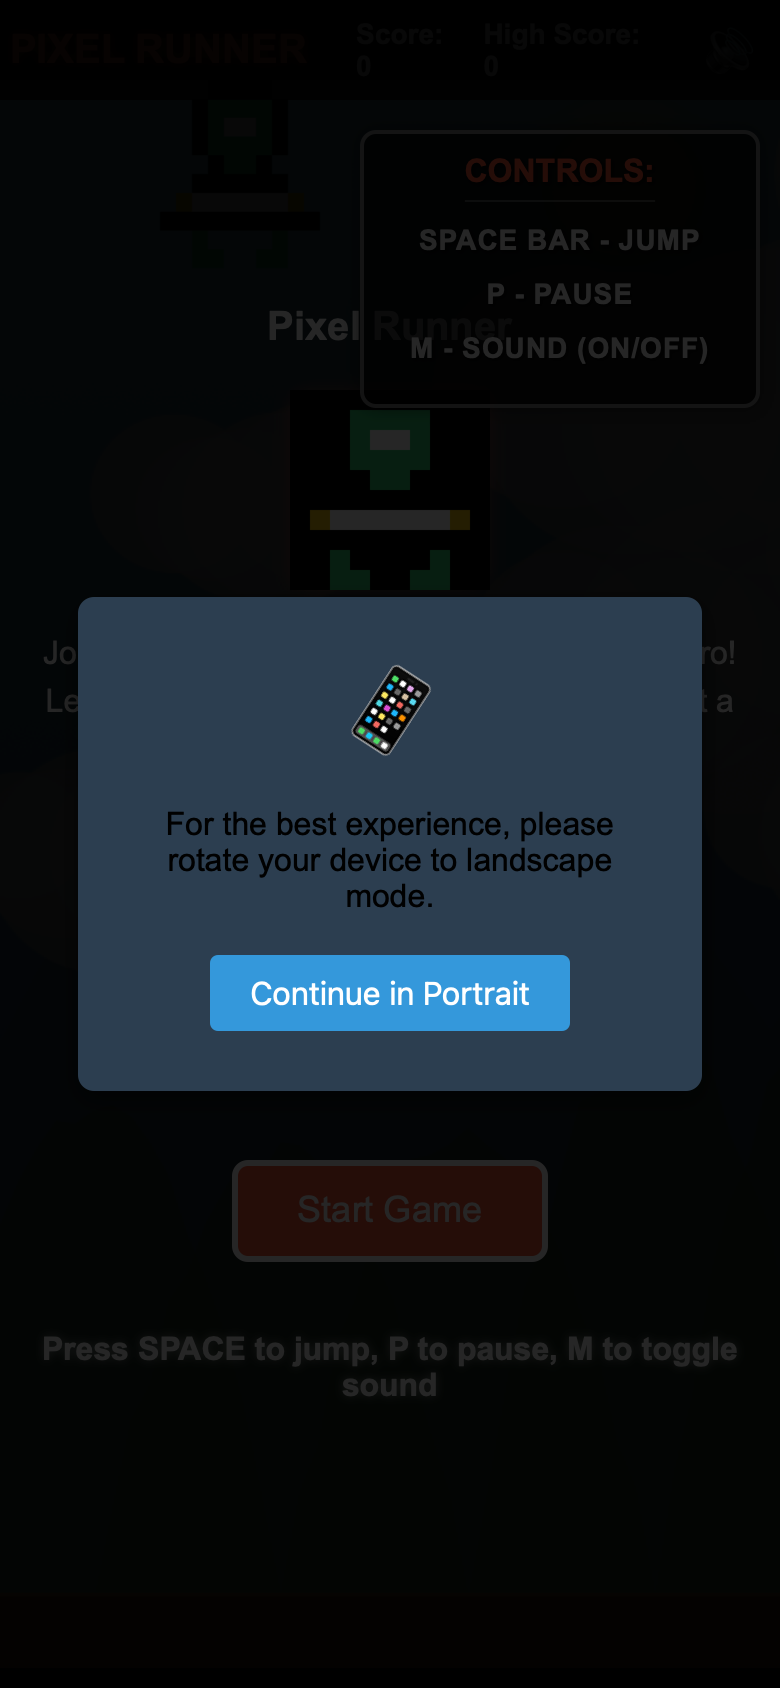 PIXEL RUNNER
Score:
0
High Score:
0
CONTROLS:
SPACE BAR - JUMP
P - PAUSE
M - SOUND (ON/OFF)
Pixel Runner
Jo
ro!
Le
t a
For the best experience, please
rotate your device to landscape
mode.
Continue in Portrait
Start Game
Press SPACE to jump, P to pause, M to toggle
sound